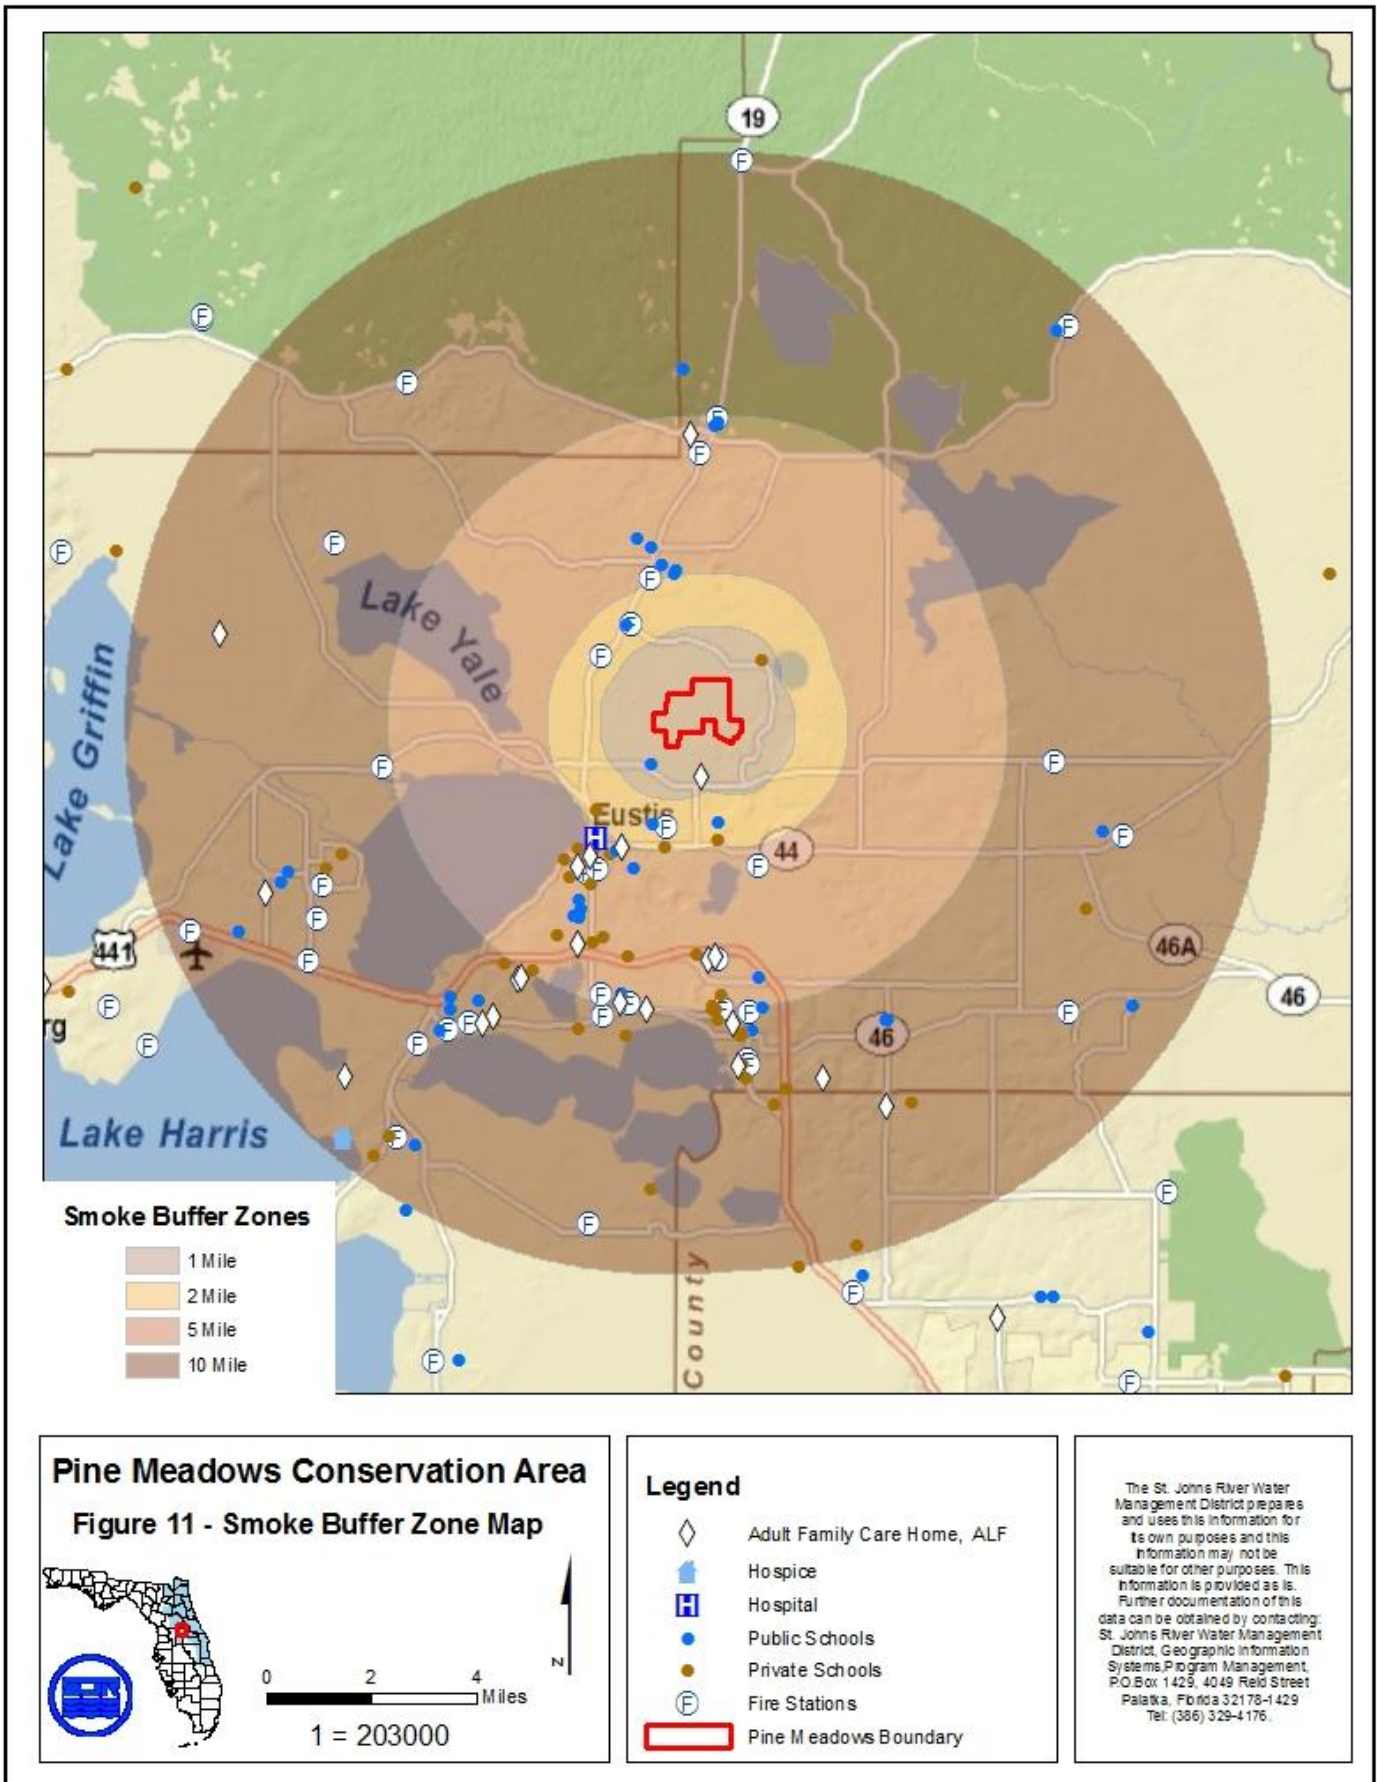 19
Lake Yale
Lake Griffin
Eustis
44
441
46A
46
rg
46
Lake Harris
County
Smoke Buffer Zones
1 Mile
2 Mile
5 Mile
10 Mile
Pine Meadows Conservation Area
Figure 11 - Smoke Buffer Zone Map
0 2 4
Miles
1 = 203000
N
Legend
Adult Family Care Home, ALF
Hospice
H Hospital
Public Schools
Private Schools
F Fire Stations
Pine Meadows Boundary
The St. Johns River Water
Management District prepares
and uses this information for
its own purposes and this
information may not be
suitable for other purposes. This
information is provided as is.
Further documentation of this
data can be obtained by contacting:
St. Johns River Water Management
District, Geographic Information
Systems,Program Management,
P.O.Box 1429, 4049 Reid Street
Palatka, Florida 32178-1429
Tel: (386) 329-4176.